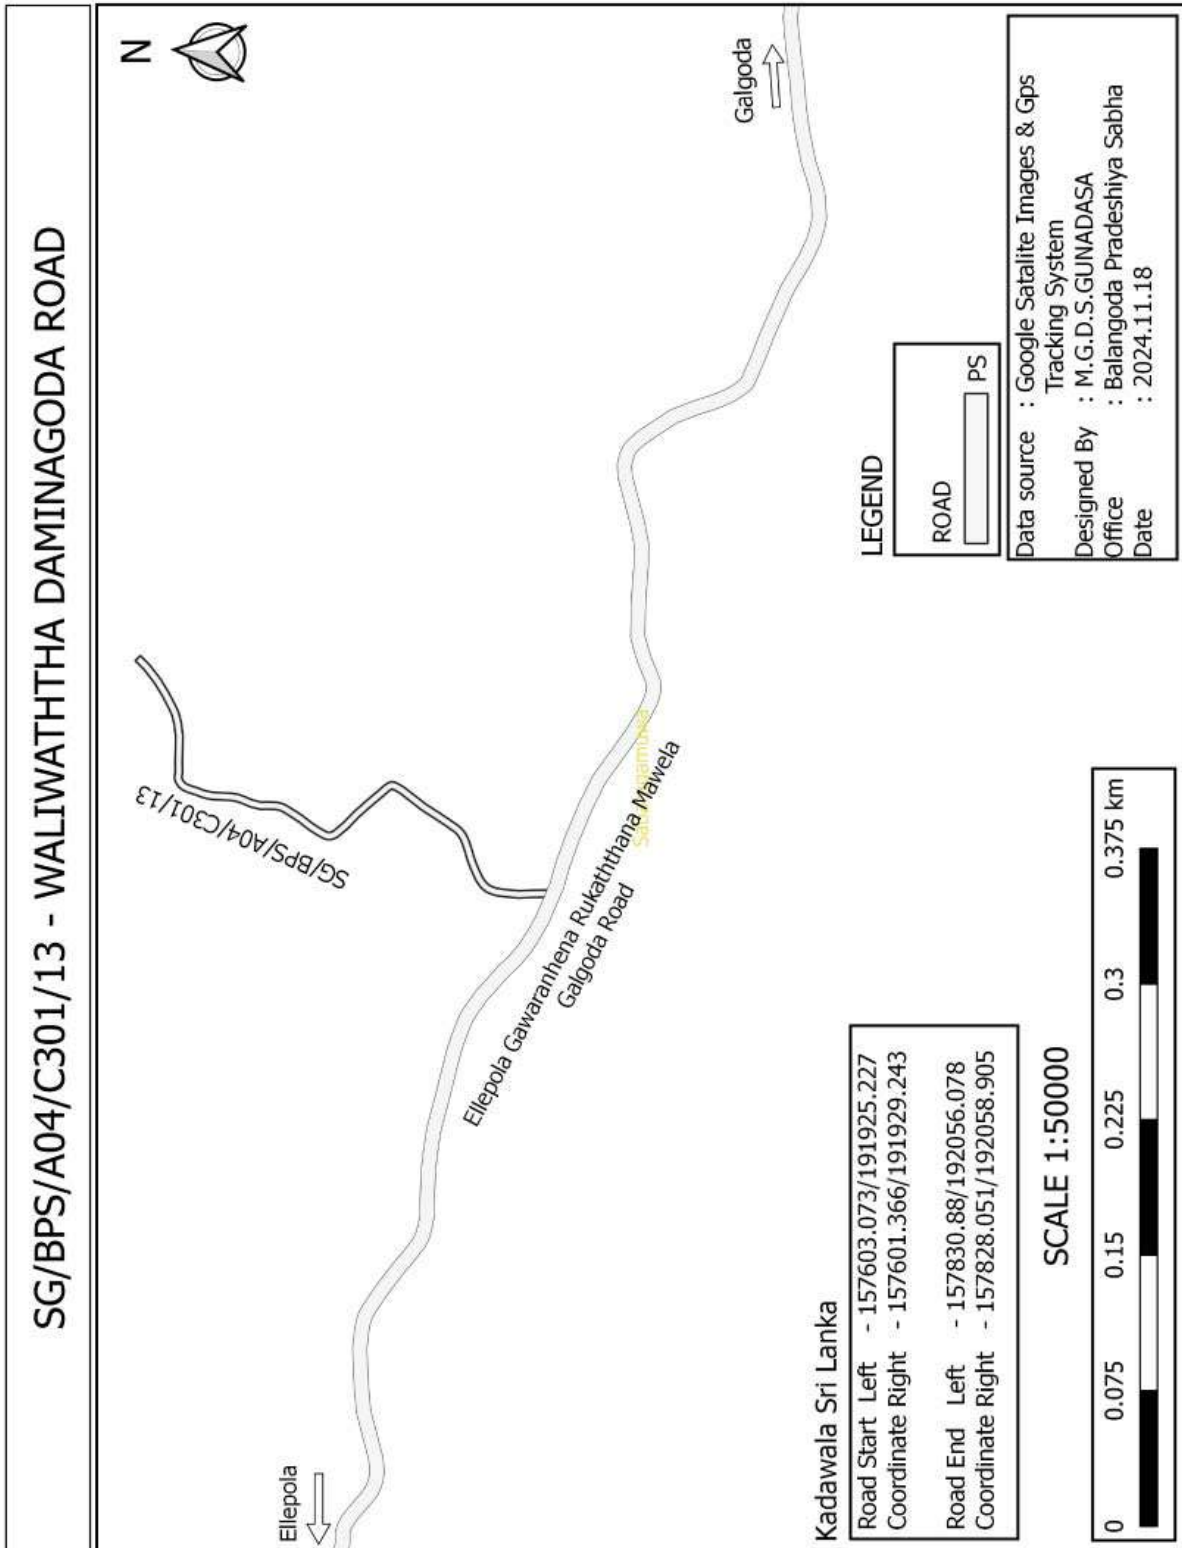 SG/BPS/A04/C301/13 - WALIWATHTHA DAMINAGODA ROAD
N
Galgoda
SG/BPS/A04/C301/13
Ellepola
Ellepola Gawaranhena Rukaththana Mawela
Galgoda Road
Kadawala Sri Lanka
Road Start Left - 157603.073/191925.227
Coordinate Right - 157601.366/191929.243
Road End Left - 157830.88/192056.078
Coordinate Right - 157828.051/192058.905
SCALE 1:50000
0 0.075 0.15 0.225 0.3 0.375 km
LEGEND
ROAD
PS
Data source : Google Satalite Images & Gps
Tracking System
Designed By : M.G.D.S.GUNADASA
Office : Balangoda Pradeshiya Sabha
Date : 2024.11.18